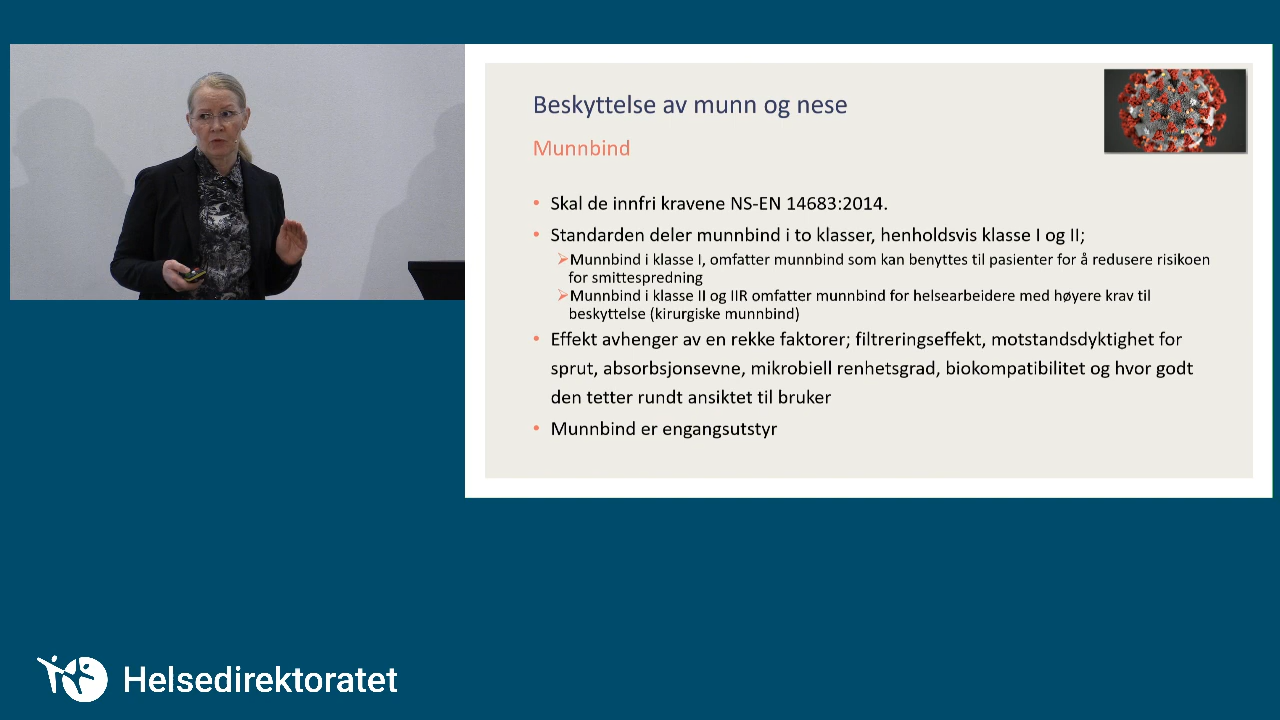 Beskyttelse av munn og nese
Munnbind
• Skal de innfri kravene NS-EN 14683:2014.
• Standarden deler munnbind i to klasser, henholdsvis klasse I og II;
➢Munnbind i klasse I, omfatter munnbind som kan benyttes til pasienter for å redusere risikoen
for smittespredning
➢Munnbind i klasse II og IIR omfatter munnbind for helsearbeidere med høyere krav til
beskyttelse (kirurgiske munnbind)
• Effekt avhenger av en rekke faktorer; filtreringseffekt, motstandsdyktighet for
sprut, absorbsjonsevne, mikrobiell renhetsgrad, biokompatibilitet og hvor godt
den tetter rundt ansiktet til bruker
• Munnbind er engangsutstyr
Helsedirektoratet